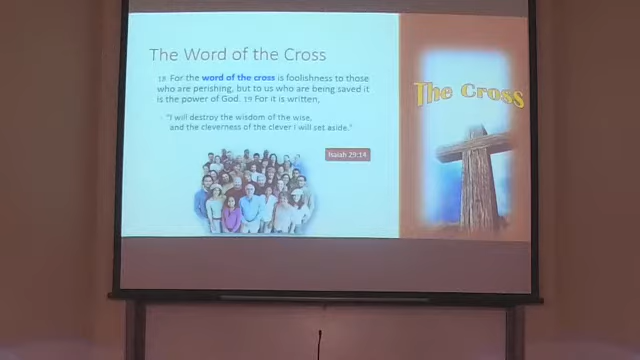 The Word of the Cross
18 For the word of the cross is foolishness to those
who are perishing, but to us who are being saved it
is the power of God. 19 For it is written,
"I will destroy the wisdom of the wise,
and the cleverness of the clever I will set aside."
Isaiah 29:14
The Cross